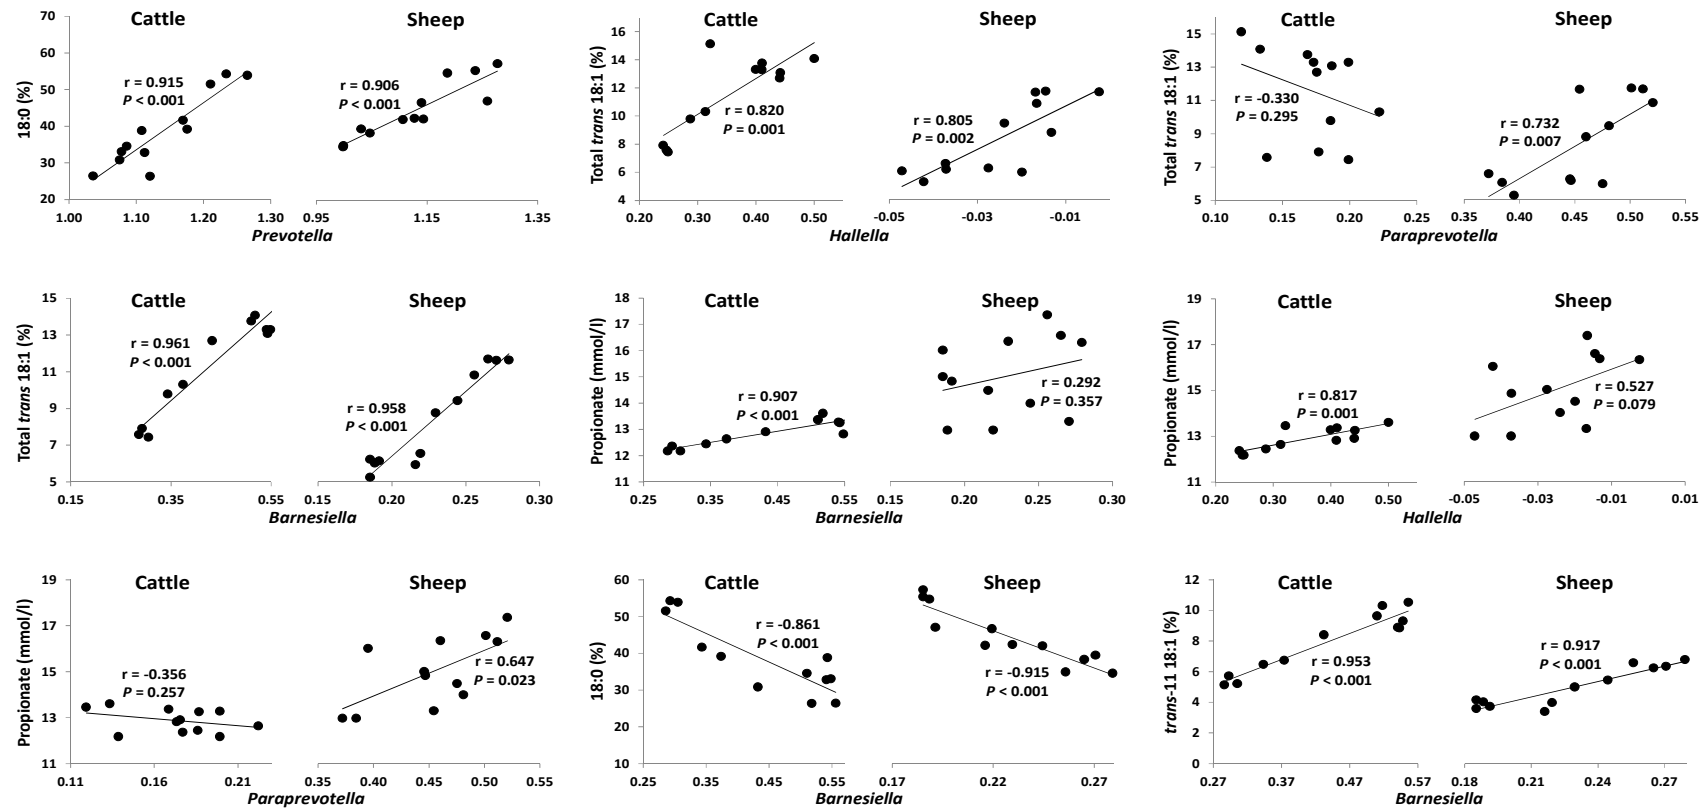 Cattle Sheep
18:0 (%)
70
60
50
40
30
20
r = 0.915
P < 0.001
r = 0.906
P < 0.001
1.00 1.10 1.20 1.30 0.95 1.15 1.35
Prevotella
Cattle Sheep
Total trans 18:1 (%)
16
14
12
10
8
6
4
r = 0.820
P = 0.001
r = 0.805
P = 0.002
0.20 0.30 0.40 0.50 -0.05 -0.03 -0.01
Hallella
Cattle Sheep
Total trans 18:1 (%)
15
13
11
9
7
5
r = -0.330
P = 0.295
r = 0.732
P = 0.007
0.10 0.15 0.20 0.25 0.35 0.40 0.45 0.50 0.55
Paraprevotella
Cattle Sheep
Total trans 18:1 (%)
15
13
11
9
7
5
r = 0.961
P < 0.001
r = 0.958
P < 0.001
0.15 0.35 0.55 0.15 0.20 0.25 0.30
Barnesiella
Cattle Sheep
Propionate (mmol/l)
18
17
16
15
14
13
12
11
r = 0.907
P < 0.001
r = 0.292
P = 0.357
0.25 0.35 0.45 0.55 0.15 0.20 0.25 0.30
Barnesiella
Cattle Sheep
Propionate (mmol/l)
19
17
15
13
11
r = 0.817
P = 0.001
r = 0.527
P = 0.079
0.20 0.30 0.40 0.50 -0.05 -0.03 -0.01 0.01
Hallella
Cattle Sheep
Propionate (mmol/l)
19
17
15
13
11
r = -0.356
P = 0.257
r = 0.647
P = 0.023
0.11 0.16 0.21 0.35 0.40 0.45 0.50 0.55
Paraprevotella
Cattle Sheep
18:0 (%)
60
50
40
30
20
10
r = -0.861
P < 0.001
r = -0.915
P < 0.001
0.25 0.35 0.45 0.55 0.17 0.22 0.27
Barnesiella
Cattle Sheep
trans-11 18:1 (%)
12
10
8
6
4
2
0
r = 0.953
P < 0.001
r = 0.917
P < 0.001
0.27 0.37 0.47 0.57 0.18 0.21 0.24 0.27
Barnesiella